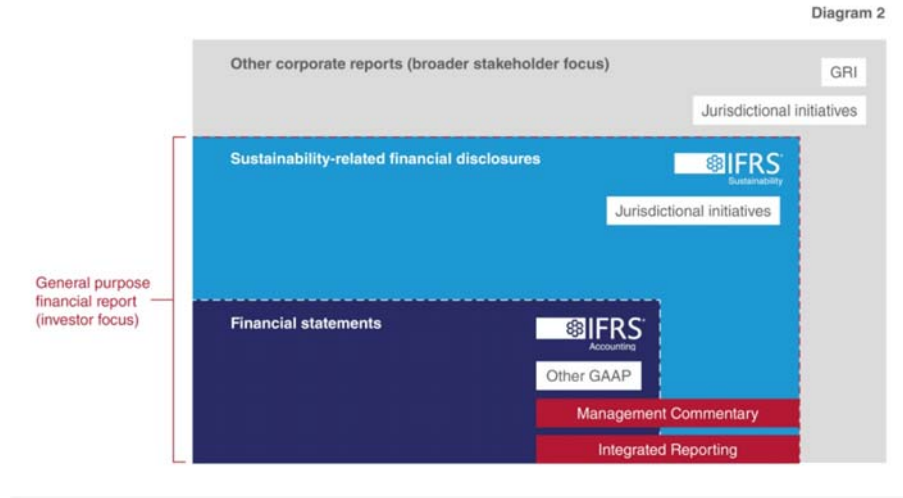 Diagram 2
Other corporate reports (broader stakeholder focus)
GRI
Jurisdictional initiatives
Sustainability-related financial disclosures
IFRS
Sustainability
Jurisdictional initiatives
General purpose
financial report
(investor focus)
Financial statements
IFRS
Accounting
Other GAAP
Management Commentary
Integrated Reporting